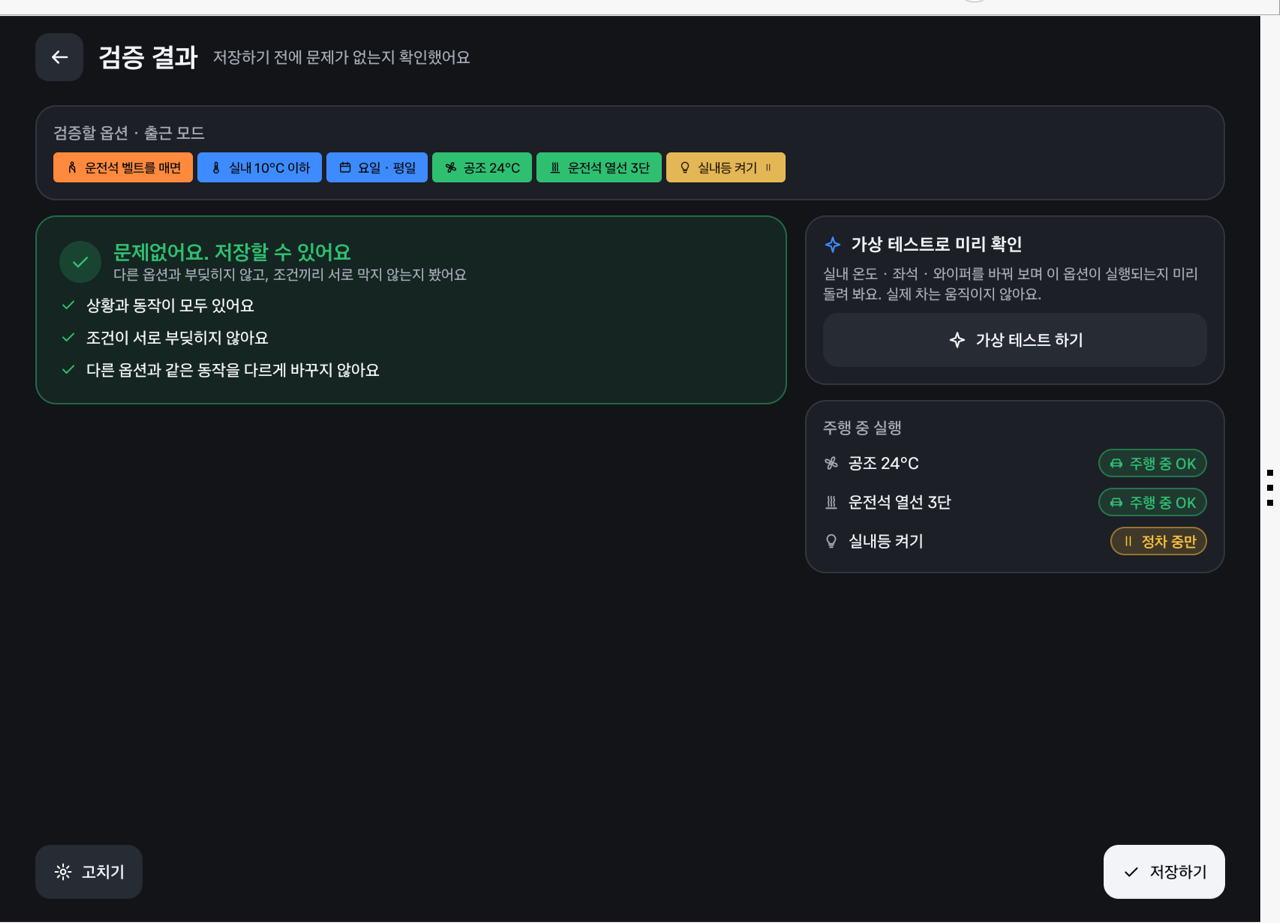 검증 결과 저장하기 전에 문제가 없는지 확인했어요
검증할 옵션 · 출근 모드
운전석 벨트를 매면 실내 10°C 이하 요일 · 평일 공조 24°C 운전석 열선 3단 실내등 켜기
문제없어요. 저장할 수 있어요
다른 옵션과 부딪히지 않고, 조건끼리 서로 막지 않는지 봤어요
상황과 동작이 모두 있어요
조건이 서로 부딪히지 않아요
다른 옵션과 같은 동작을 다르게 바꾸지 않아요
가상 테스트로 미리 확인
실내 온도 · 좌석 · 와이퍼를 바꿔 보며 이 옵션이 실행되는지 미리
돌려 봐요. 실제 차는 움직이지 않아요.
가상 테스트 하기
주행 중 실행
공조 24°C 주행 중 OK
운전석 열선 3단 주행 중 OK
실내등 켜기 정차 중만
고치기 저장하기